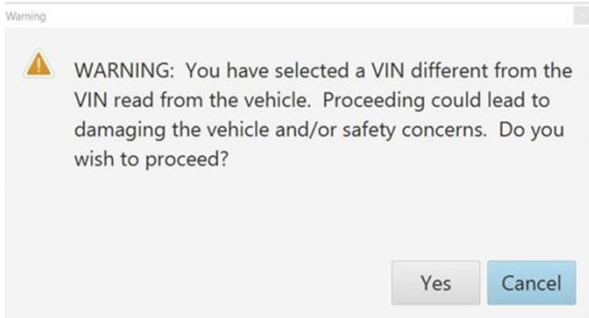 Warning
WARNING: You have selected a VIN different from the
VIN read from the vehicle. Proceeding could lead to
damaging the vehicle and/or safety concerns. Do you
wish to proceed?
Yes Cancel